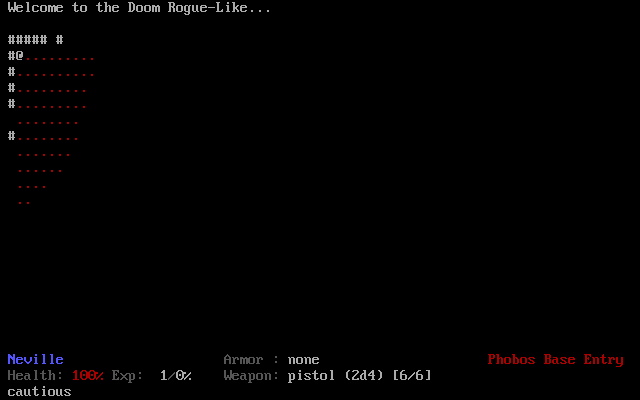 Welcome to the Doom Rogue-Like...
##### #
#@.........
#..........
#.........
#.........
........
#........
.......
......
....
..
Neville Armor : none Phobos Base Entry
Health: 100% Exp: 1/0% Weapon: pistol (2d4) [6/6]
cautious